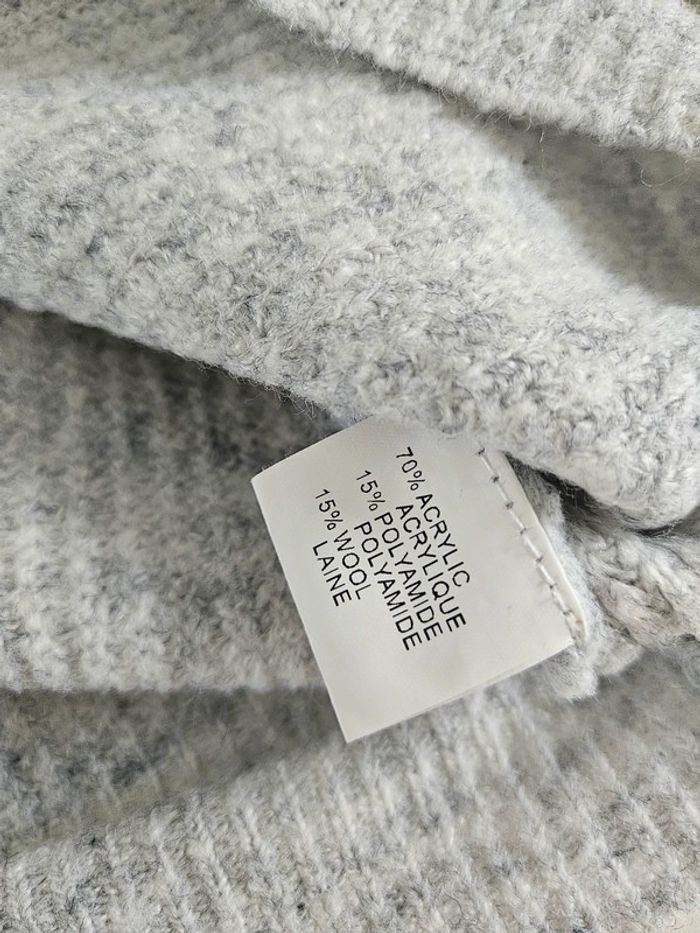 70% ACRYLIC
ACRYLIQUE
15% POLYAMIDE
POLYAMIDE
15% WOOL
LAINE